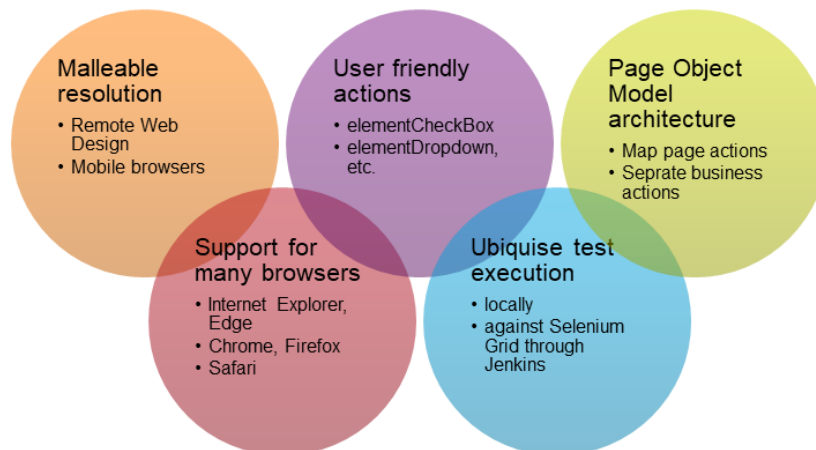 Malleable
resolution
• Remote Web
Design
• Mobile browsers
User friendly
actions
• elementCheckBox
• elementDropdown,
etc.
Page Object
Model
architecture
• Map page actions
• Seprate business
actions
Support for
many browsers
• Internet Explorer,
Edge
• Chrome, Firefox
• Safari
Ubiquise test
execution
• locally
• against Selenium
Grid through
Jenkins